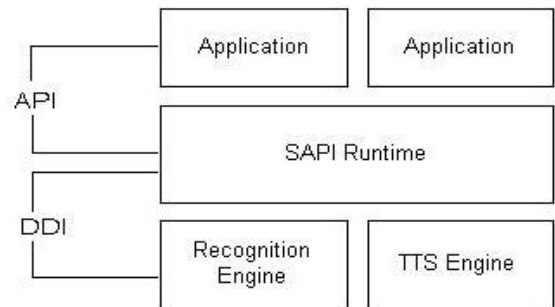 Application
Application
API
SAPI Runtime
DDI
Recognition
Engine
TTS Engine